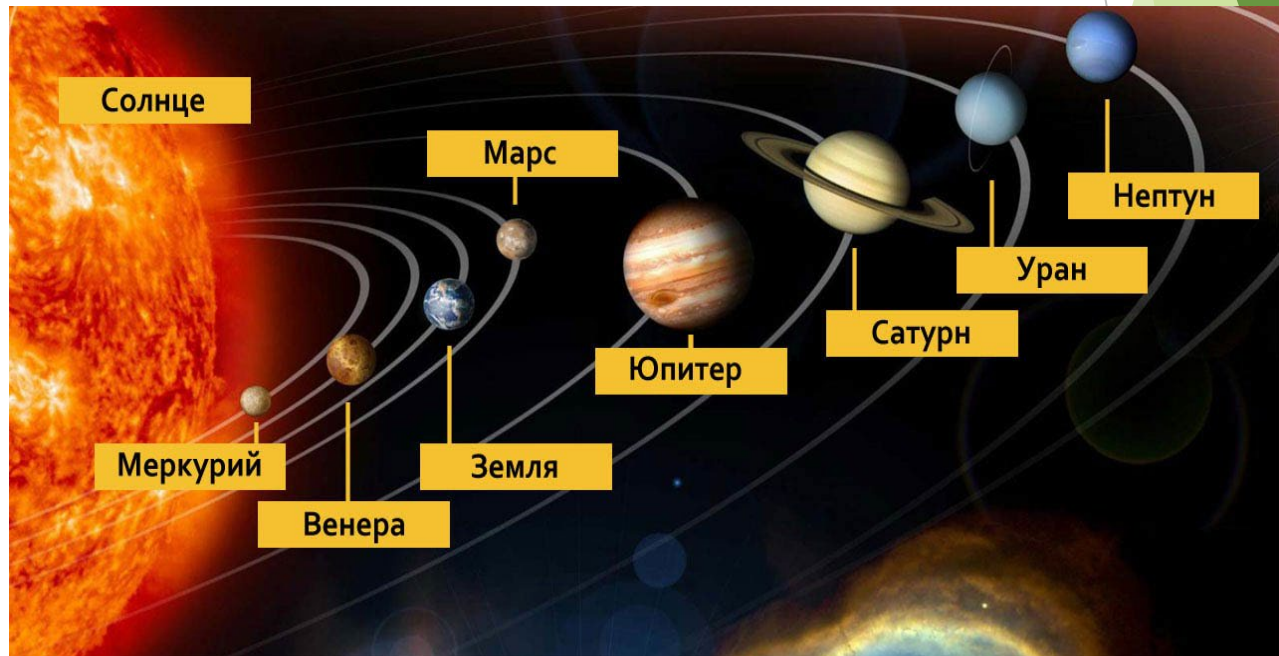 Солнце
Марс
Нептун
Уран
Сатурн
Юпитер
Меркурий
Земля
Венера